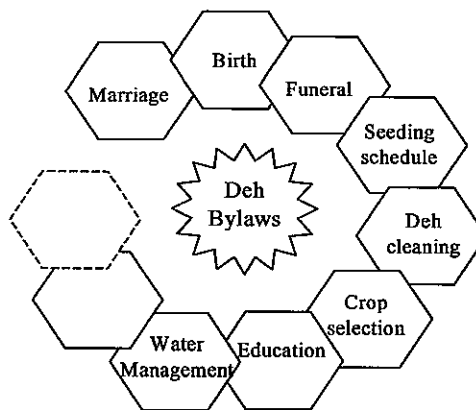 Marriage
Birth
Funeral
Seeding
schedule
Deh
cleaning
Crop
selection
Education
Water
Management
Deh
Bylaws